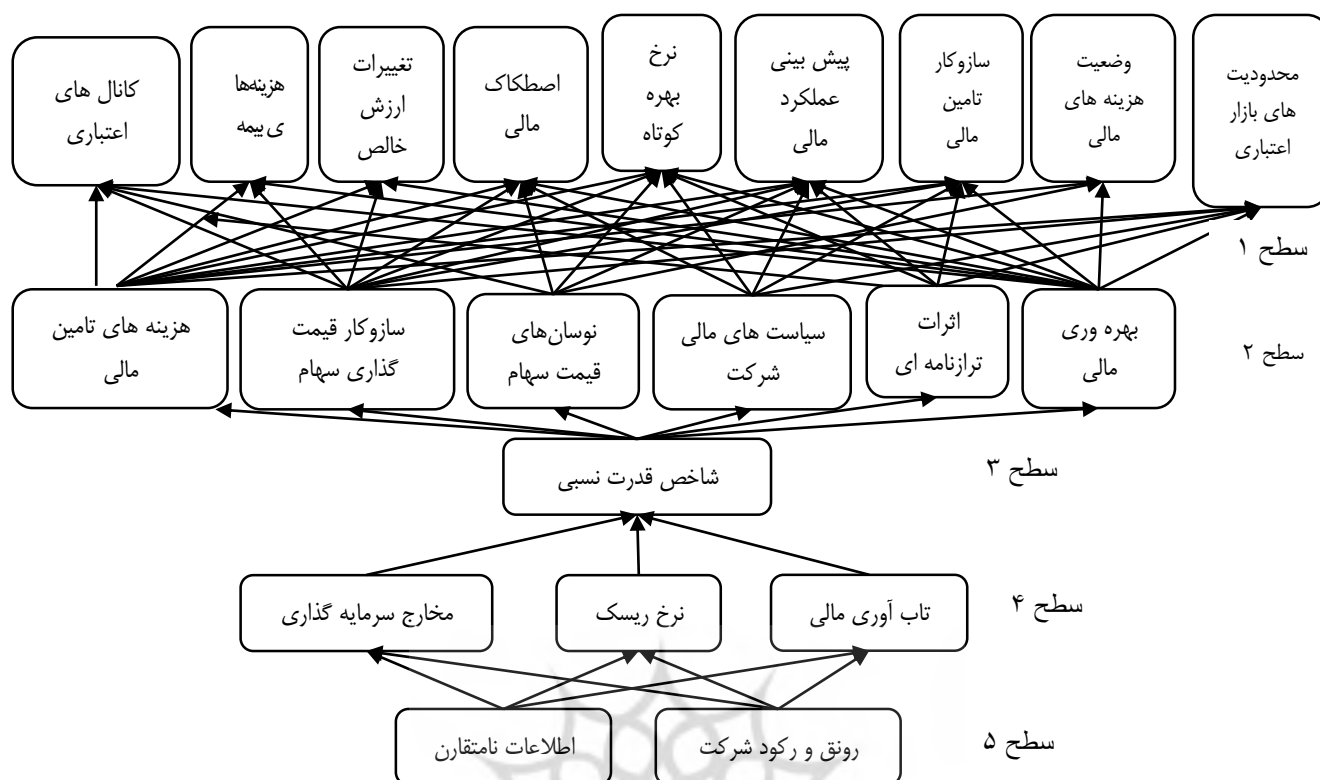 محدودیت
های بازار
اعتباری
وضعیت
هزینه های
مالی
سازوکار
تامین
مالی
پیش بینی
عملکرد
مالی
نرخ
بهره
کوتاه
اصطکاک
مالی
تغییرات
ارزش
خالص
هزینه‌ها
ی بیمه
کانال های
اعتباری
سطح ۱
بهره وری
مالی
اثرات
ترازنامه ای
سیاست های مالی
شرکت
نوسان‌های
قیمت سهام
سازوکار قیمت
گذاری سهام
هزینه های تامین
مالی
سطح ۲
شاخص قدرت نسبی
سطح ۳
تاب آوری مالی
نرخ ریسک
مخارج سرمایه گذاری
سطح ۴
رونق و رکود شرکت
اطلاعات نامتقارن
سطح ۵